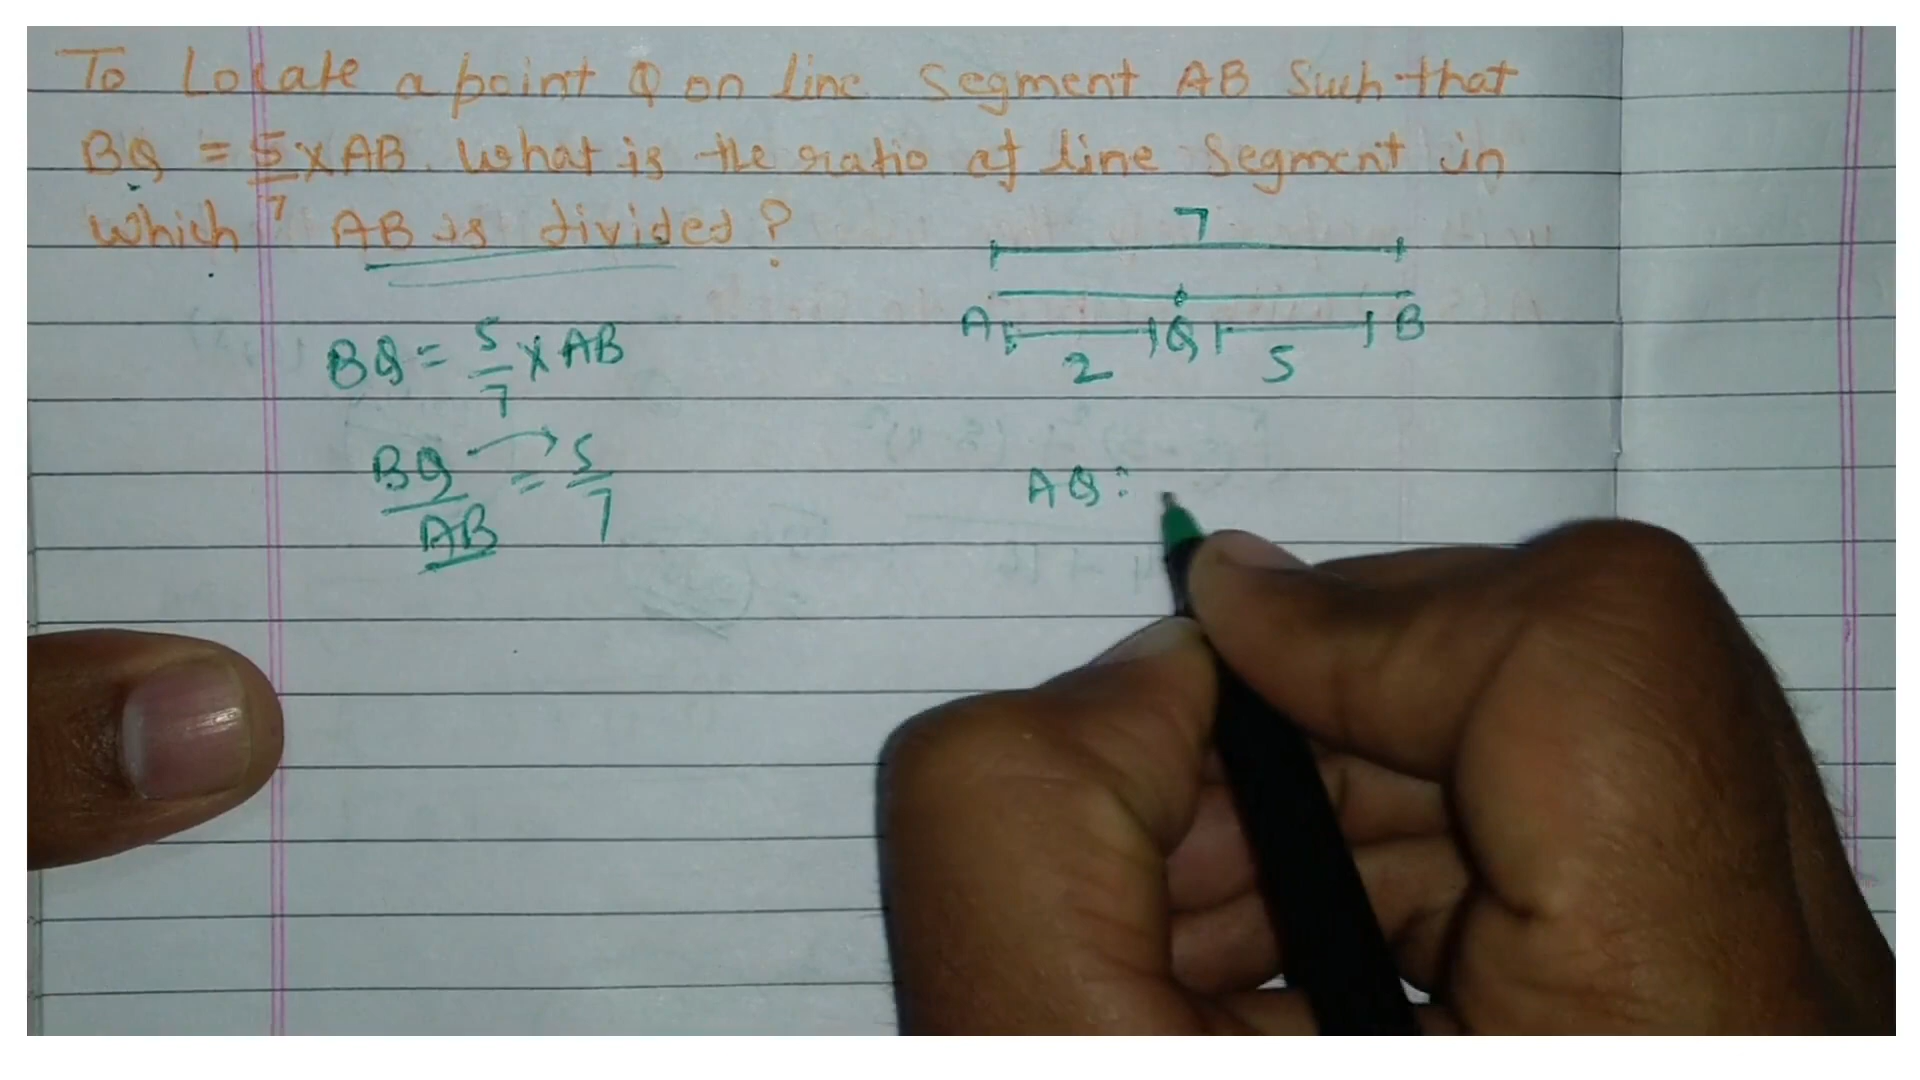 To Locate a point Q on line segment AB Such that
BQ = 5/7 X AB. What is the ratio of line Segment in
which AB is divided?
7
A Q B
2 5
BQ = 5/7 X AB
BQ/AB = 5/7
AQ: